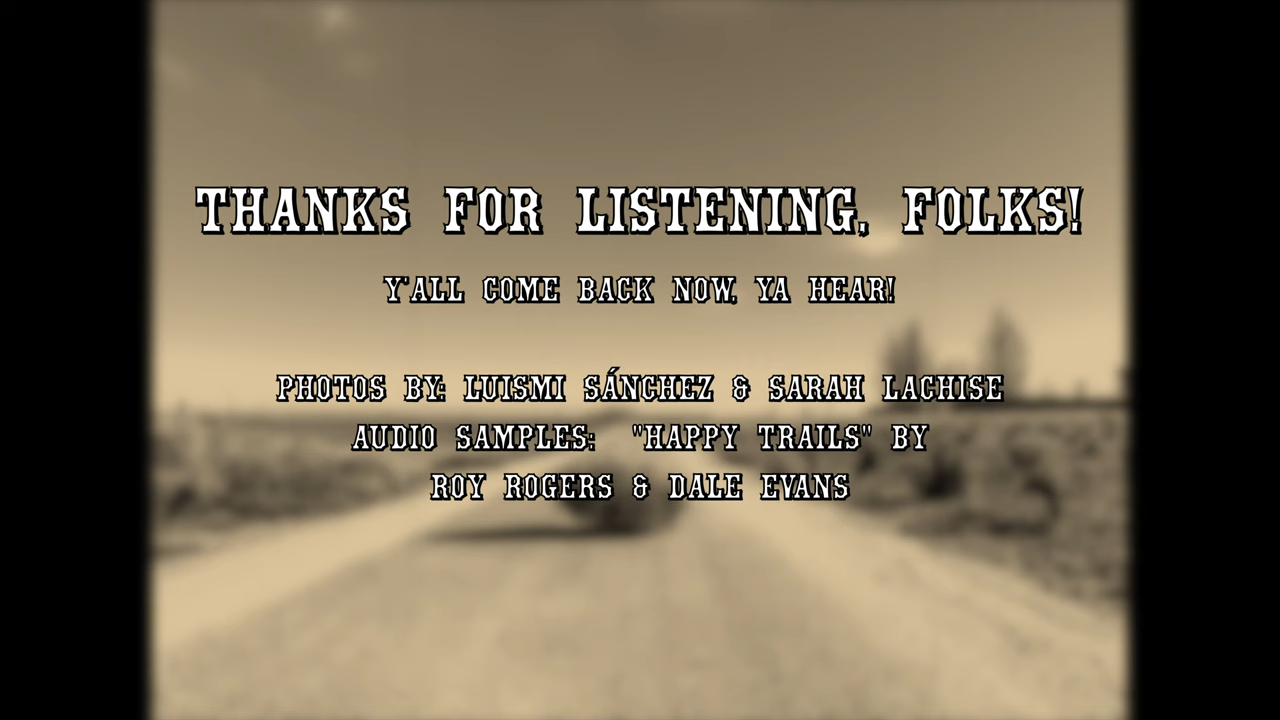 THANKS FOR LISTENING, FOLKS!
Y'ALL COME BACK NOW, YA HEAR!
PHOTOS BY: LUISMI SÁNCHEZ & SARAH LACHISE
AUDIO SAMPLES: "HAPPY TRAILS" BY
ROY ROGERS & DALE EVANS